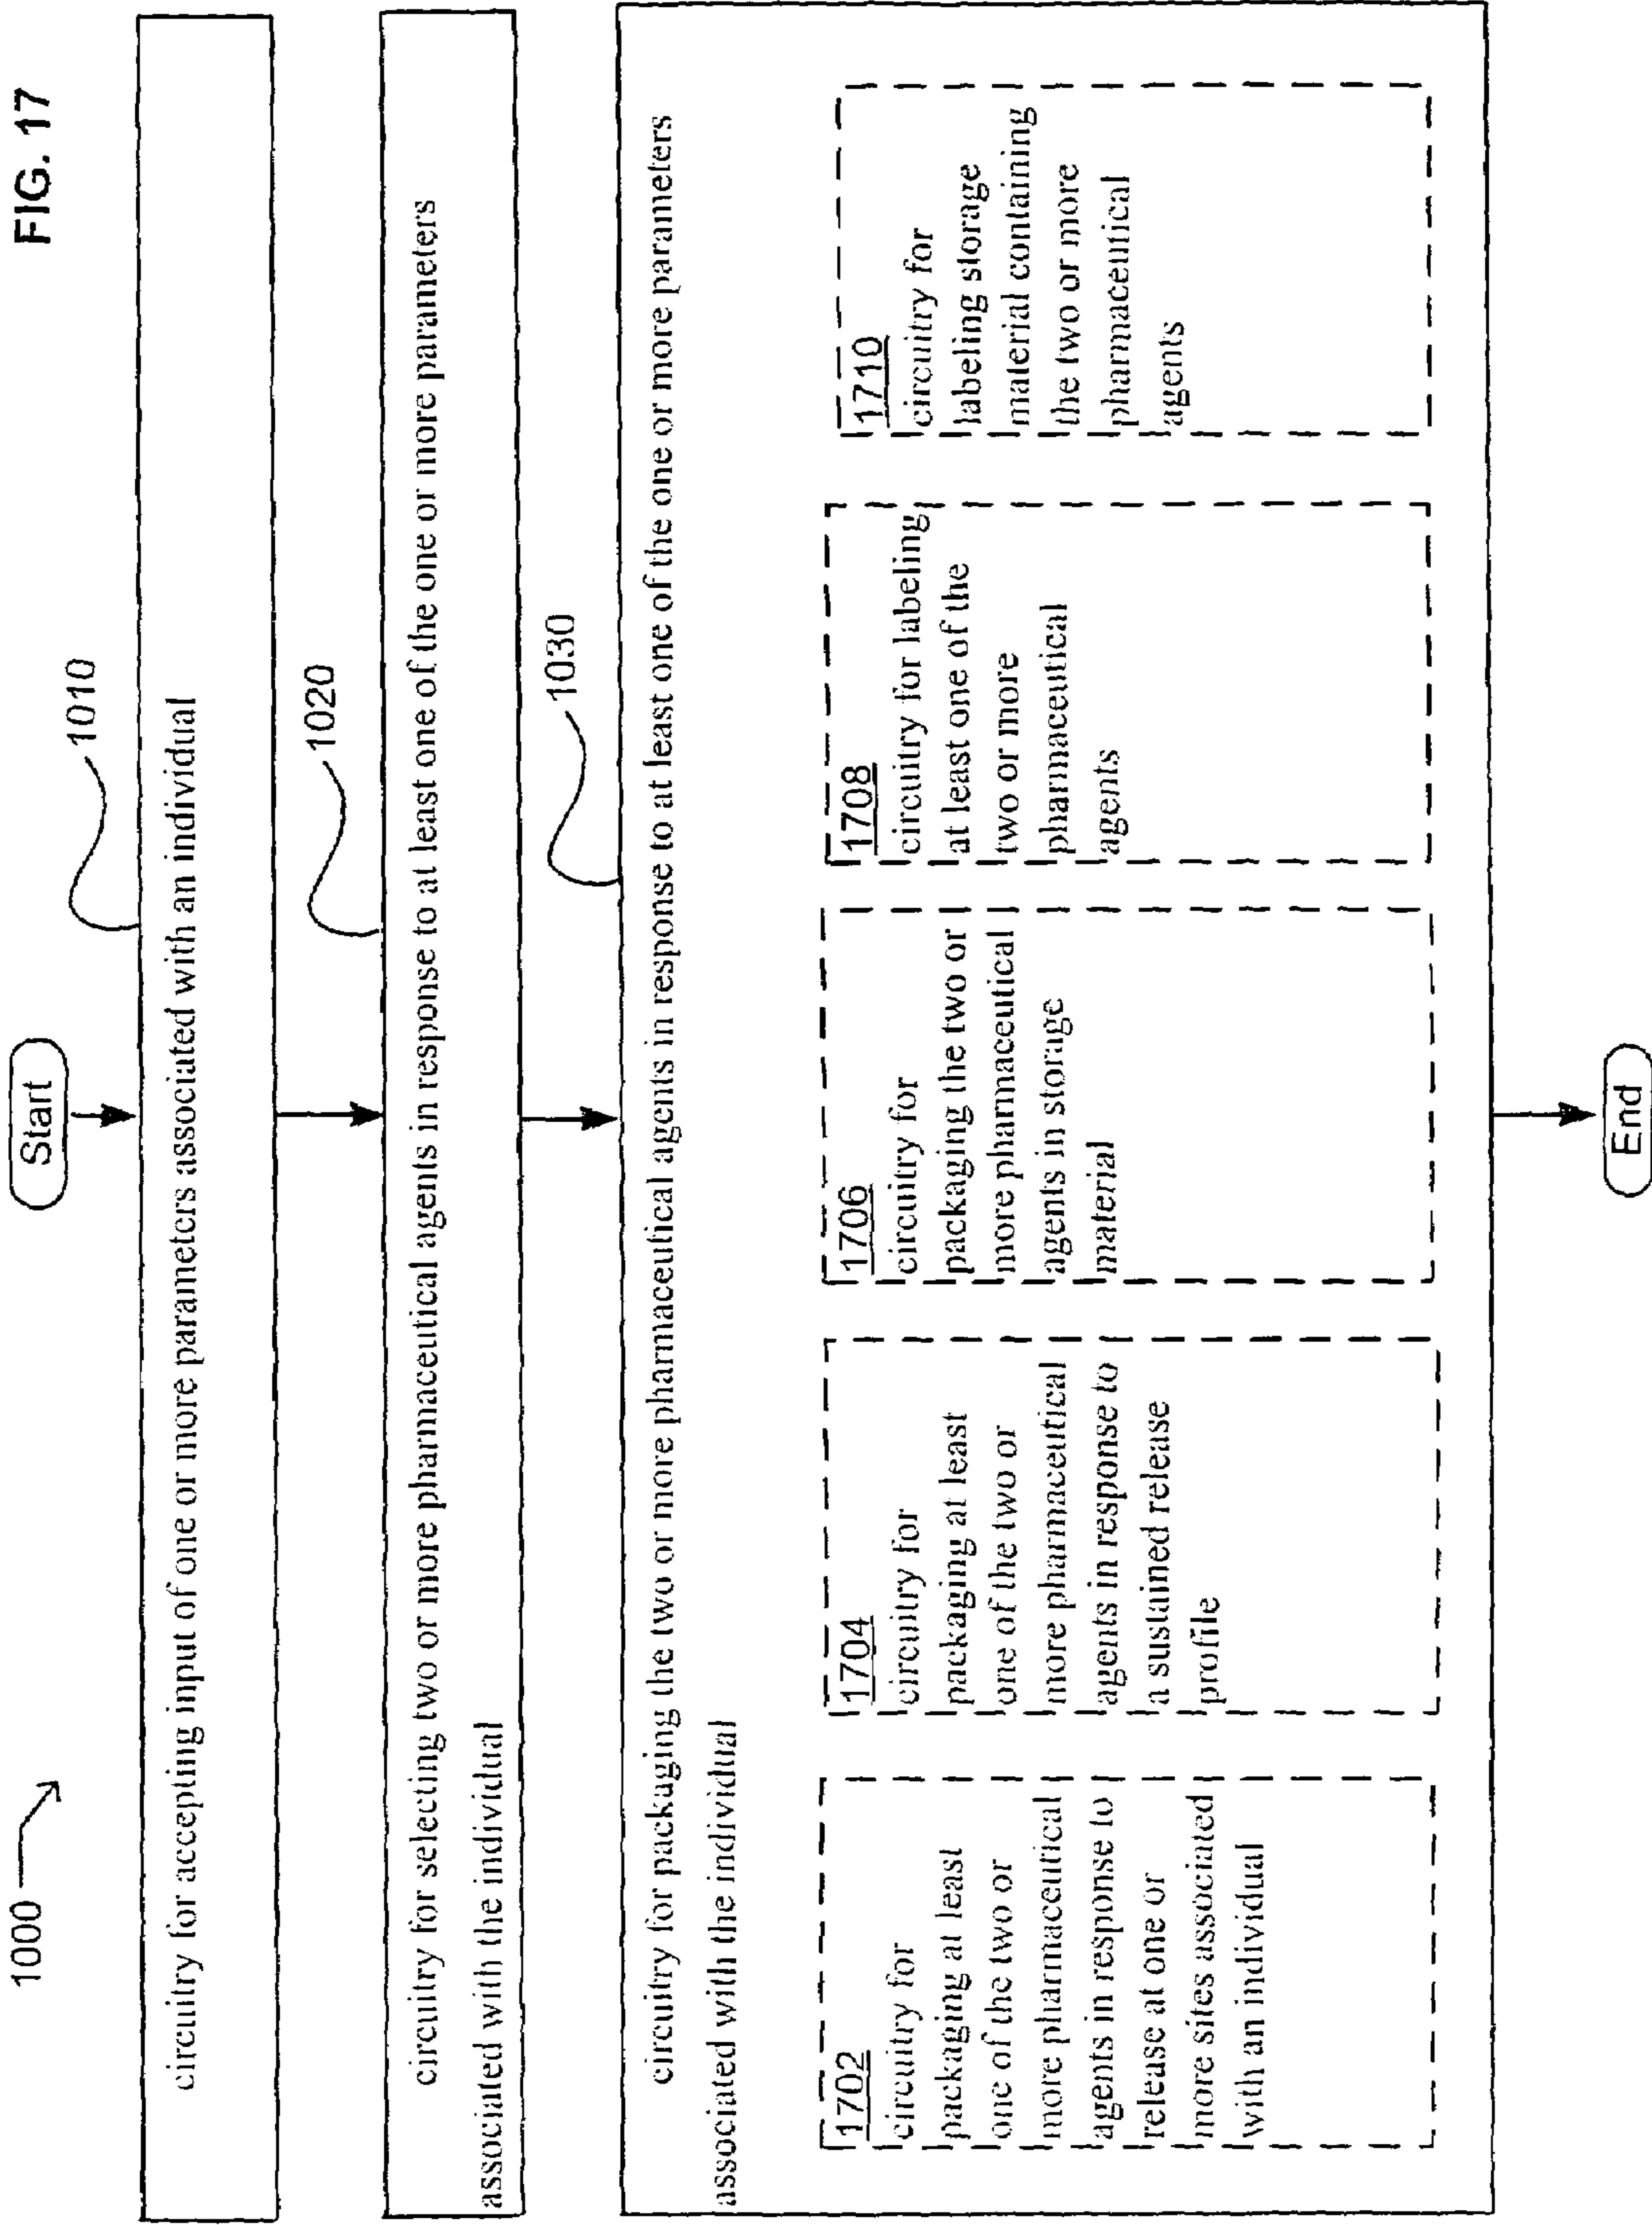 FIG. 17
1000
Start
1010
circuitry for accepting input of one or more parameters associated with an individual
1020
circuitry for selecting two or more pharmaceutical agents in response to at least one of the one or more parameters
associated with the individual
1030
circuitry for packaging the two or more pharmaceutical agents in response to at least one of the one or more parameters
associated with the individual
1702
circuitry for
packaging at least
one of the two or
more pharmaceutical
agents in response to
release at one or
more sites associated
with an individual
1704
circuitry for
packaging at least
one of the two or
more pharmaceutical
agents in response to
a sustained release
profile
1706
circuitry for
packaging the two or
more pharmaceutical
agents in storage
material
1708
circuitry for labeling
at least one of the
two or more
pharmaceutical
agents
1710
circuitry for
labeling storage
material containing
the two or more
pharmaceutical
agents
End